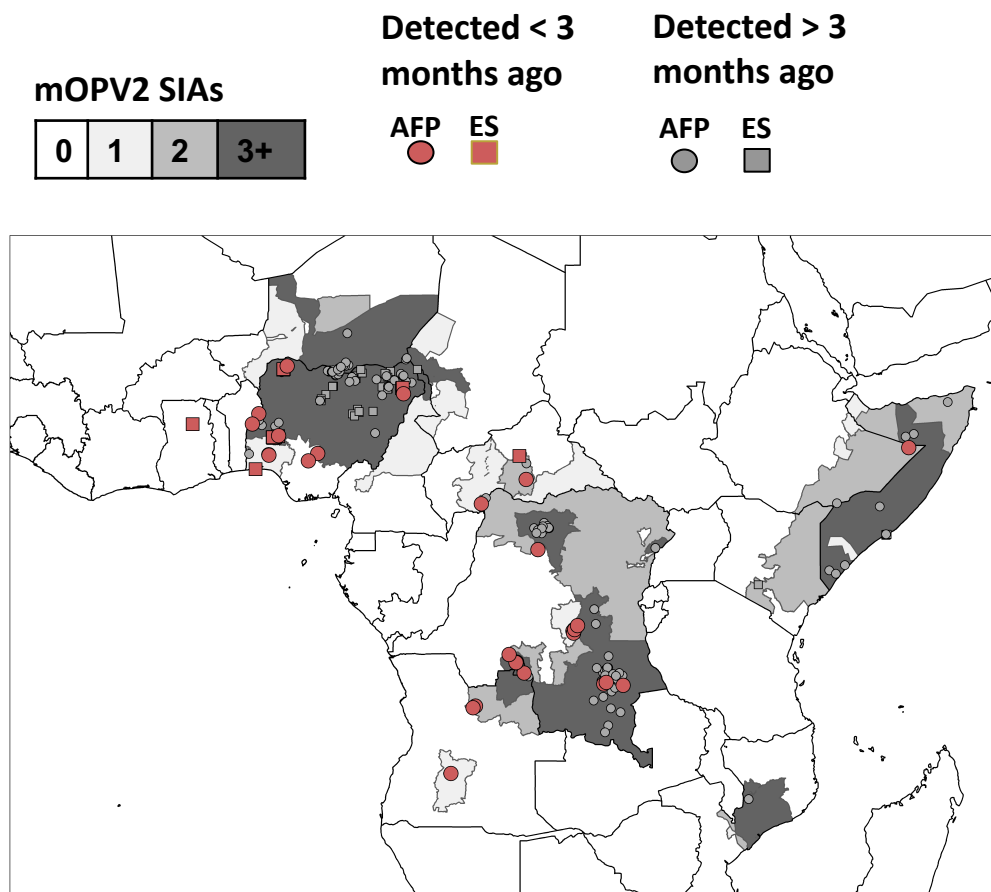 Detected < 3
months ago
Detected > 3
months ago
mOPV2 SIAs
AFP ES
AFP ES
0 1 2 3+